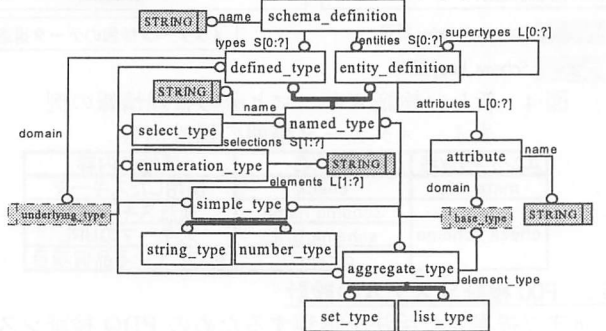 STRING
name
schema_definition
types S[0:?]
entities S[0:?]
supertypes L[0:?]
defined_type
entity_definition
STRING
name
attributes L[0:?]
domain
select_type
named_type
selections S[1:?]
attribute
name
enumeration_type
STRING
elements L[1:?]
domain
simple_type
underlying_type
base_type
STRING
string_type
number_type
aggregate_type
element_type
set_type
list_type